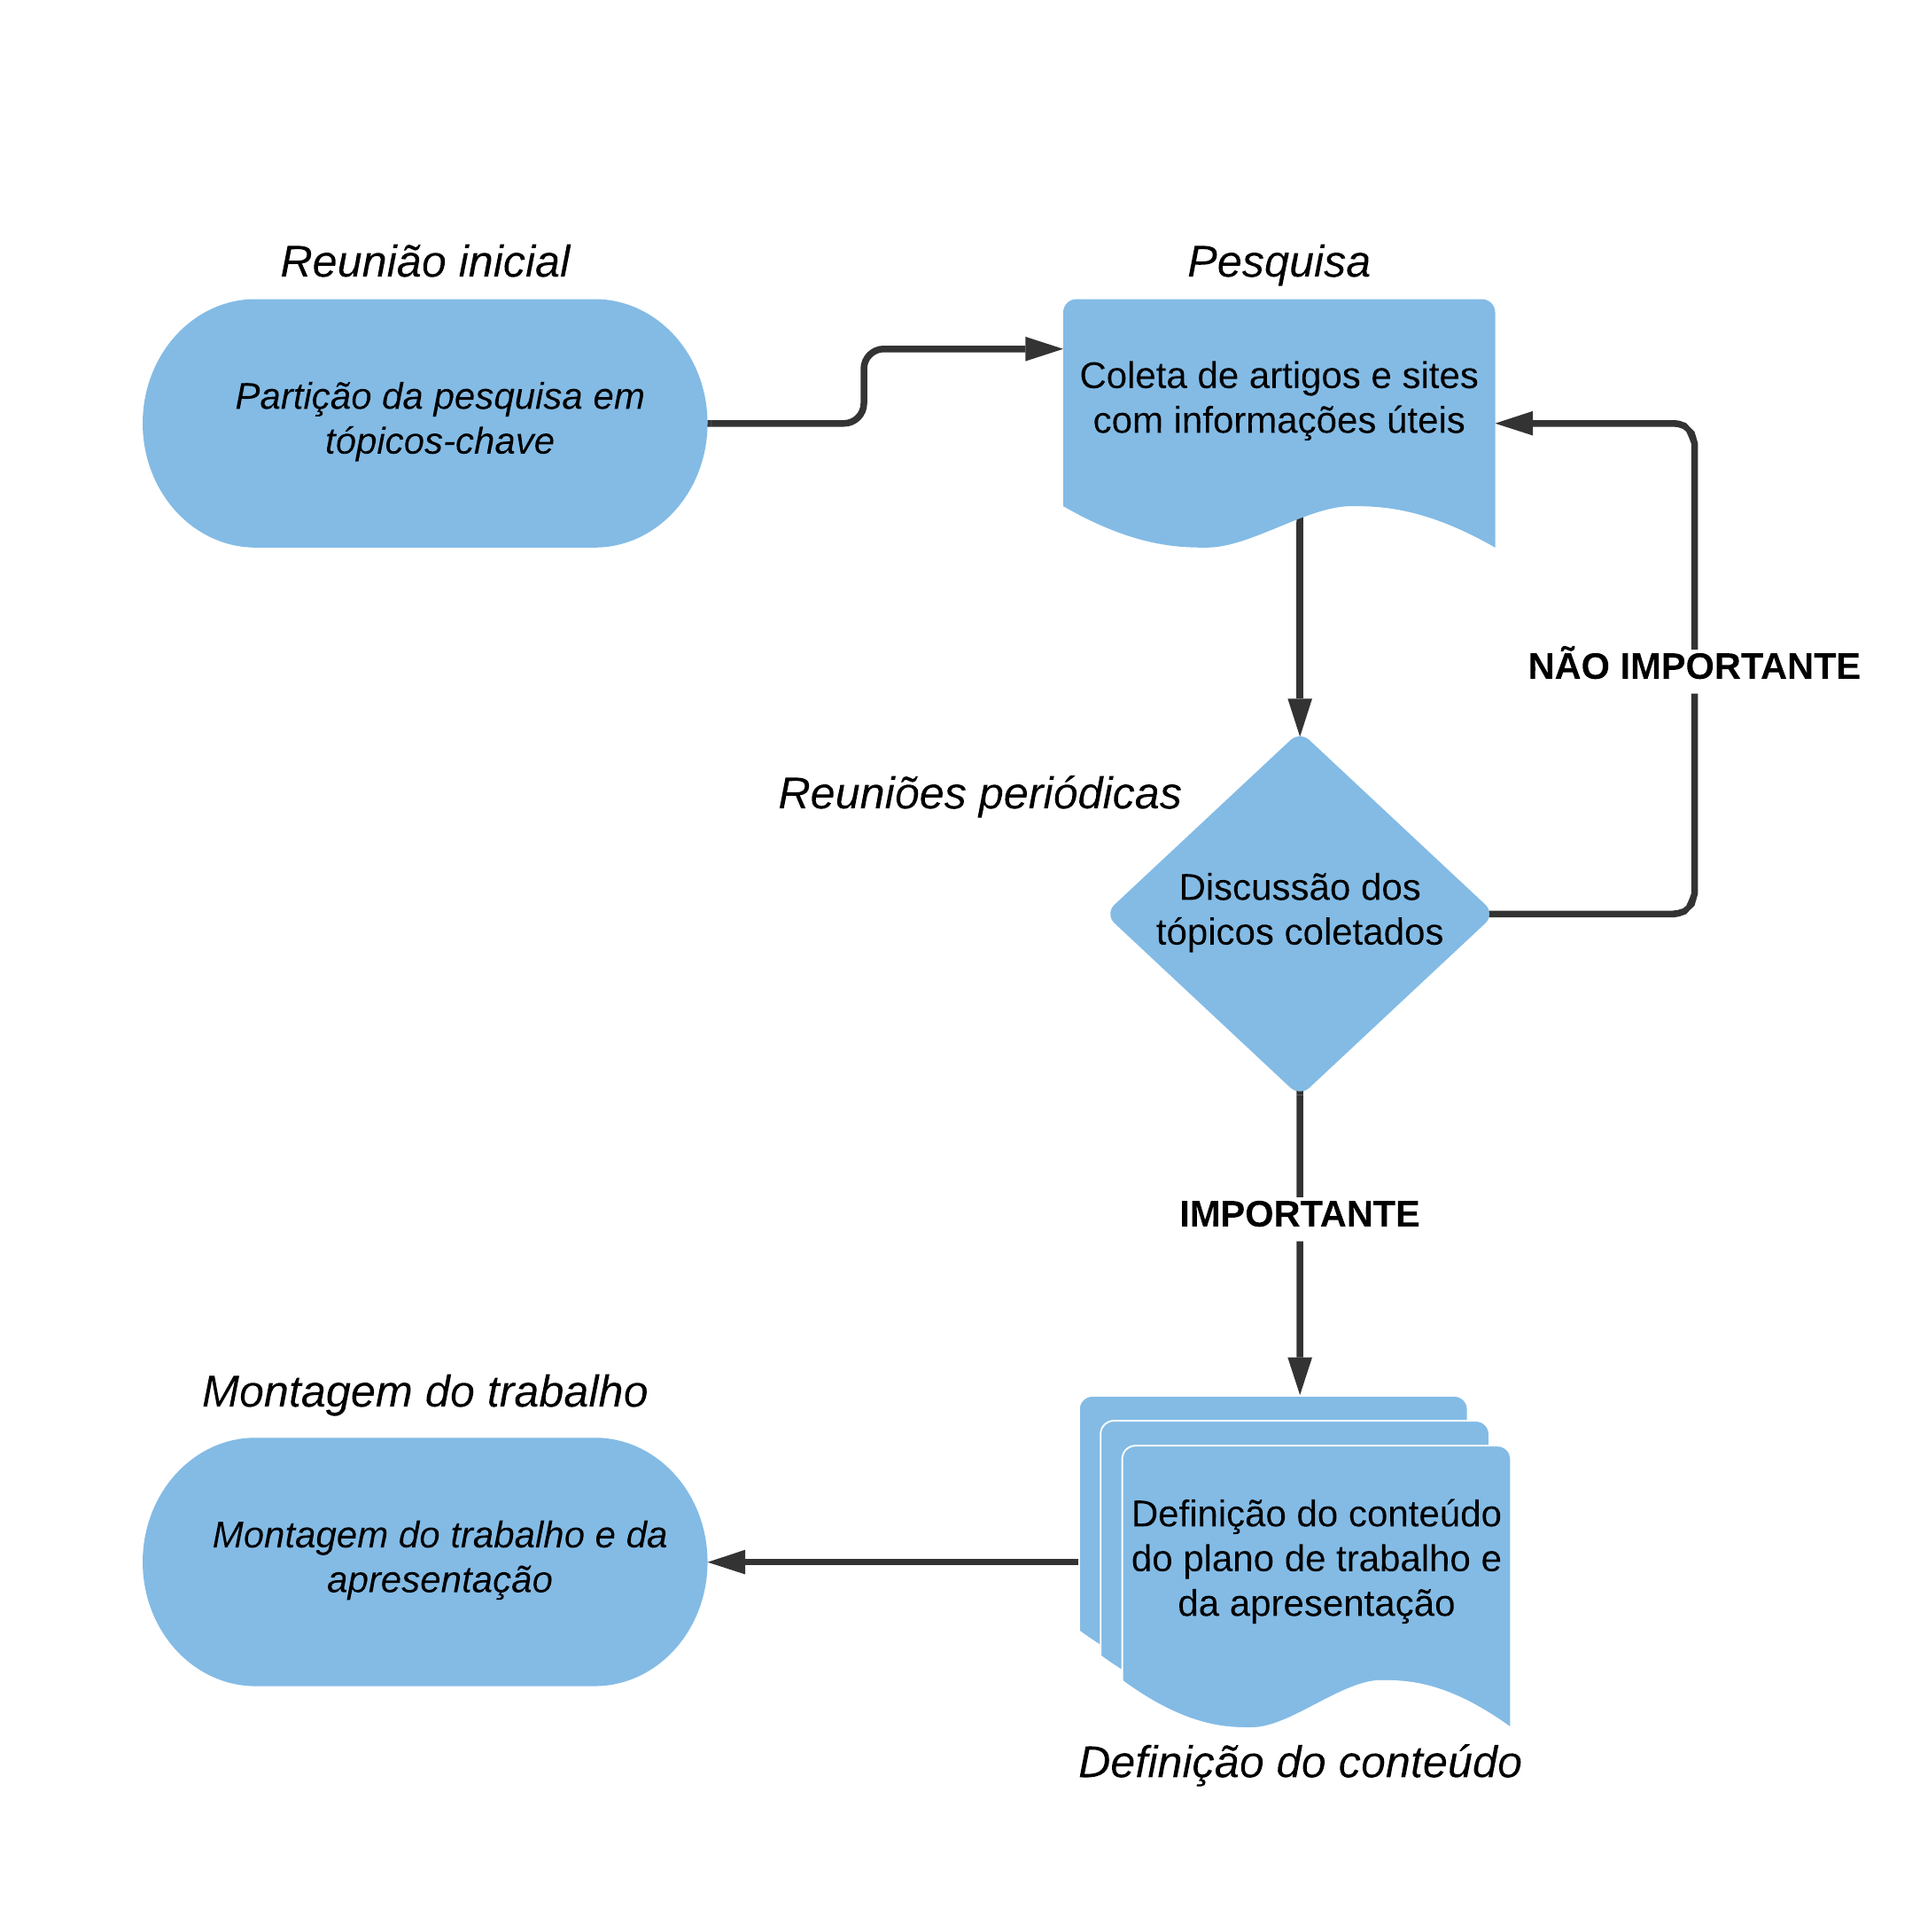 Reunião inicial
Partição da pesquisa em
tópicos-chave
Pesquisa
Coleta de artigos e sites
com informações úteis
NÃO IMPORTANTE
Reuniões periódicas
Discussão dos
tópicos coletados
IMPORTANTE
Definição do conteúdo
do plano de trabalho e
da apresentação
Definição do conteúdo
Montagem do trabalho
Montagem do trabalho e da
apresentação